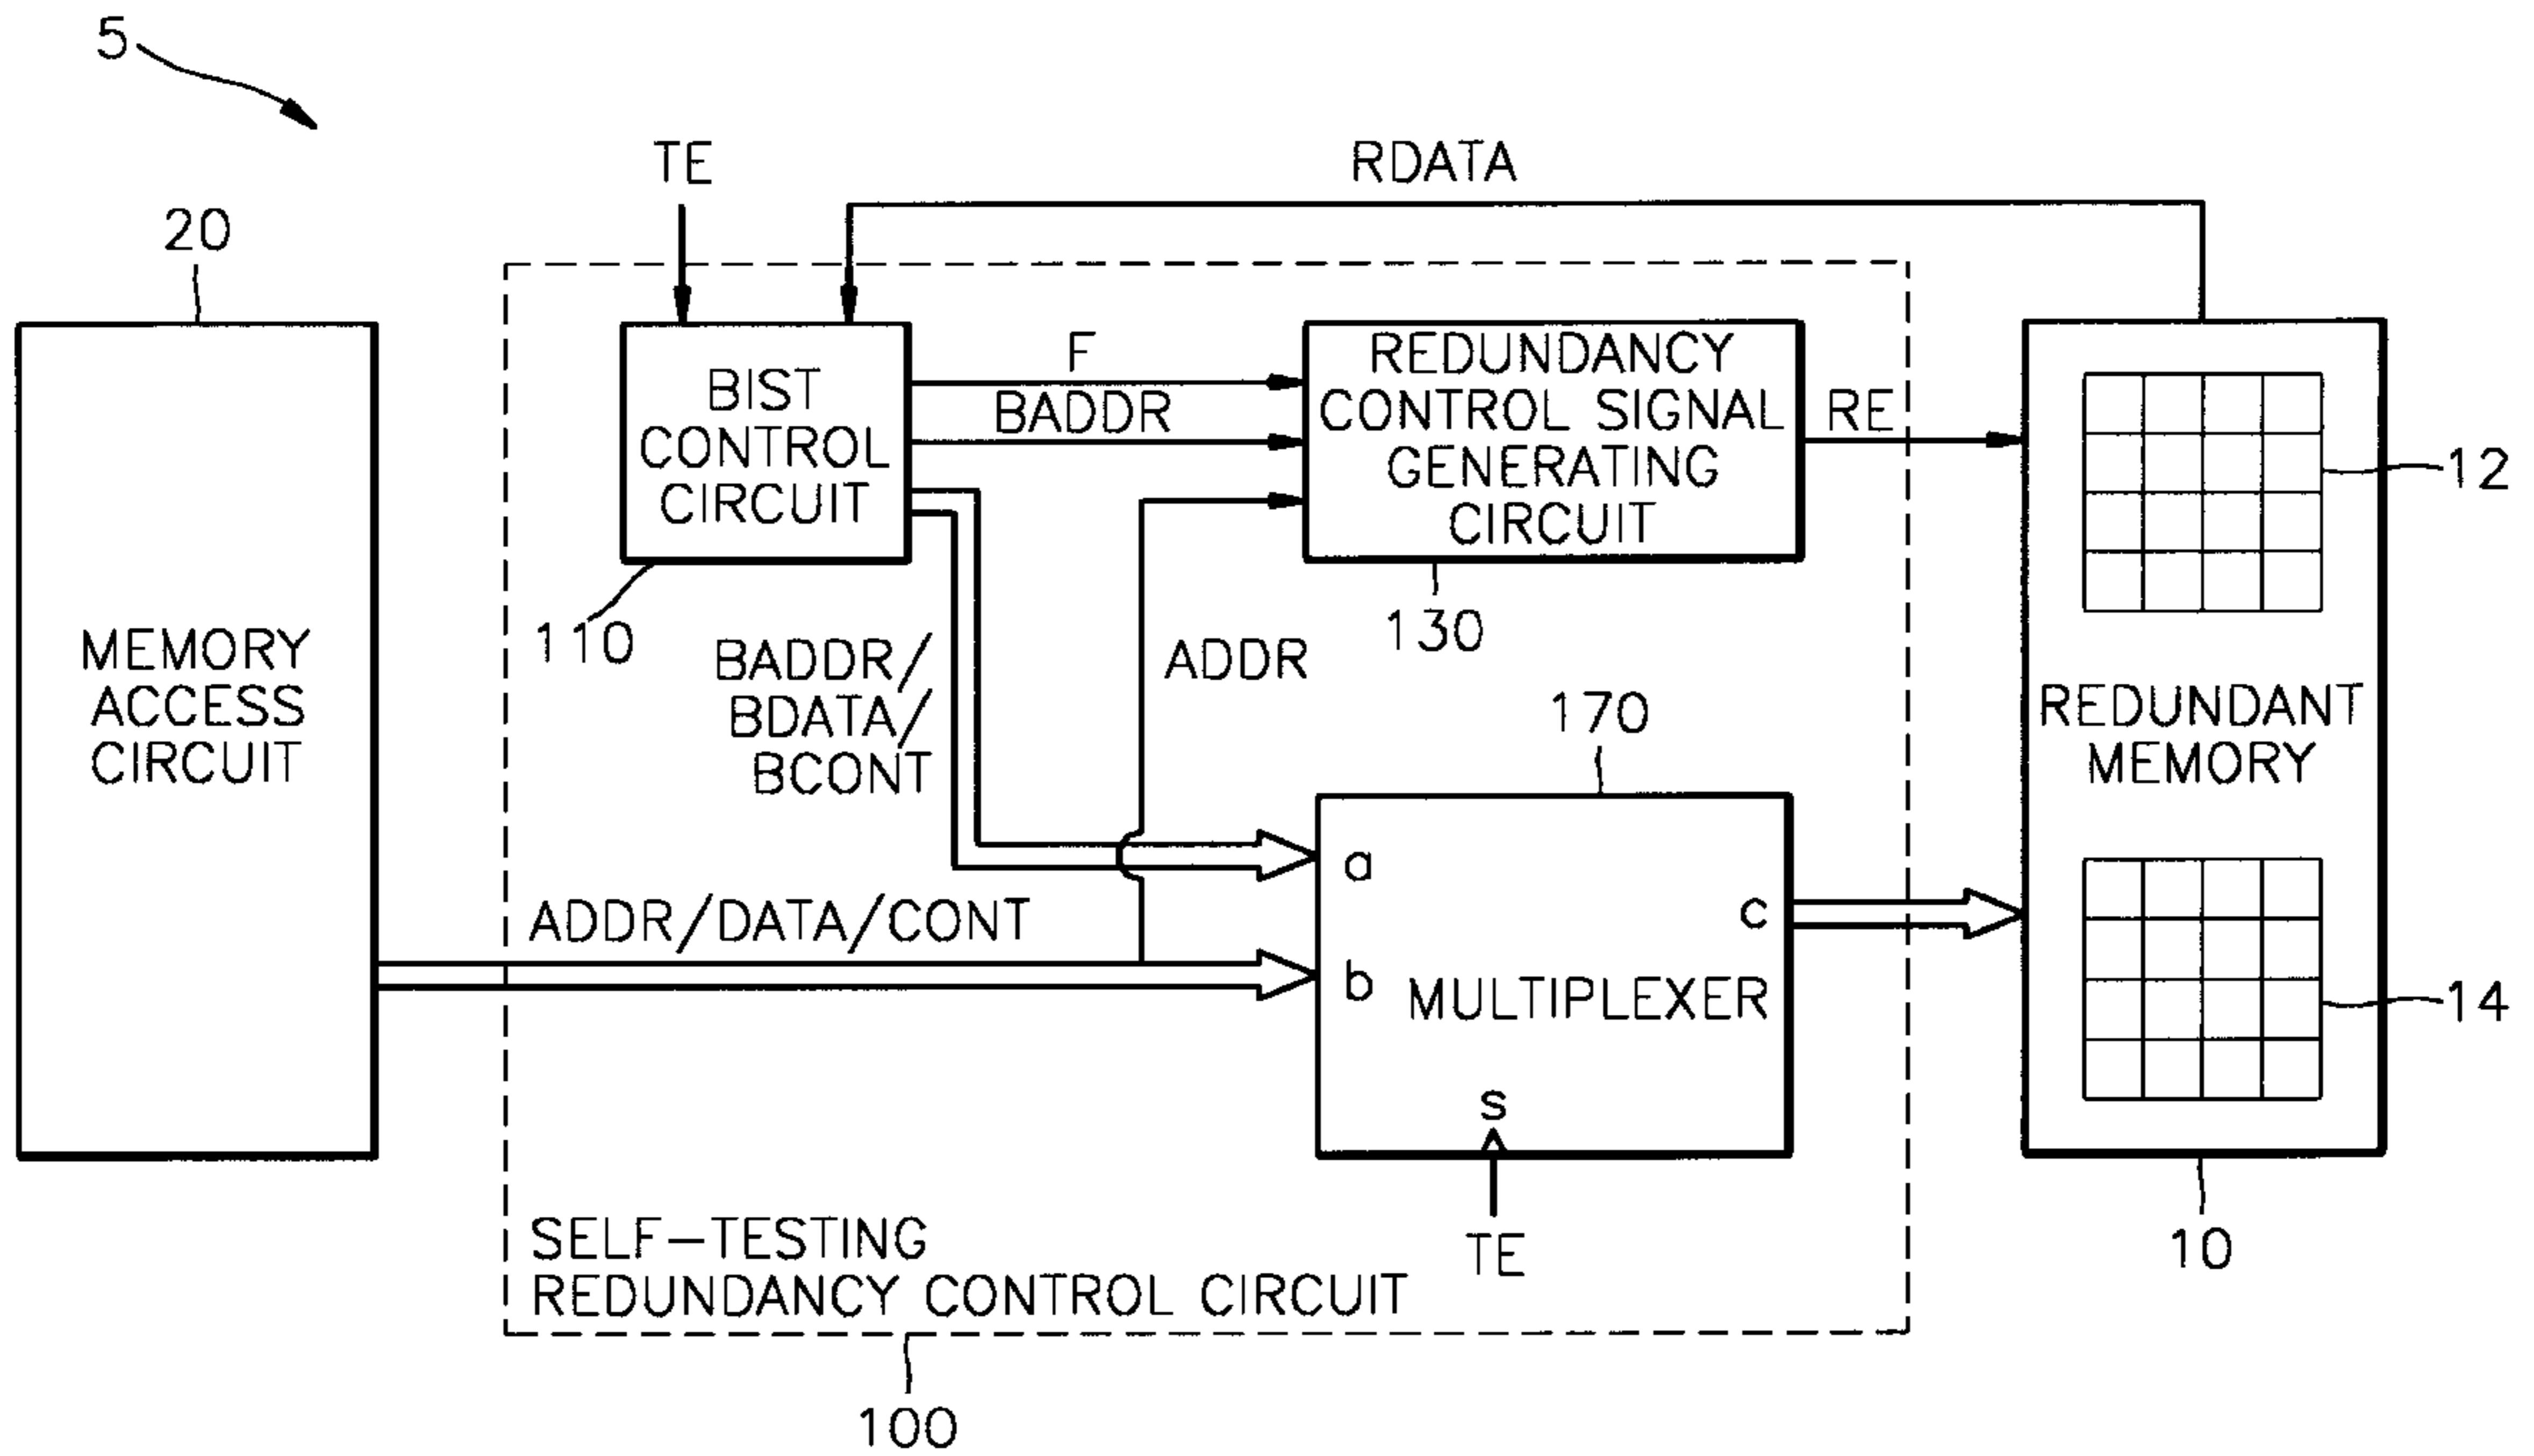 5
TE
RDATA
20
F
BADDR
BIST
CONTROL
CIRCUIT
REDUNDANCY
CONTROL SIGNAL
GENERATING
CIRCUIT
RE
12
110
130
MEMORY
ACCESS
CIRCUIT
BADDR/
BDATA/
BCONT
ADDR
170
REDUNDANT
MEMORY
a
ADDR/DATA/CONT
c
b
MULTIPLEXER
14
s
TE
SELF-TESTING
REDUNDANCY CONTROL CIRCUIT
10
100